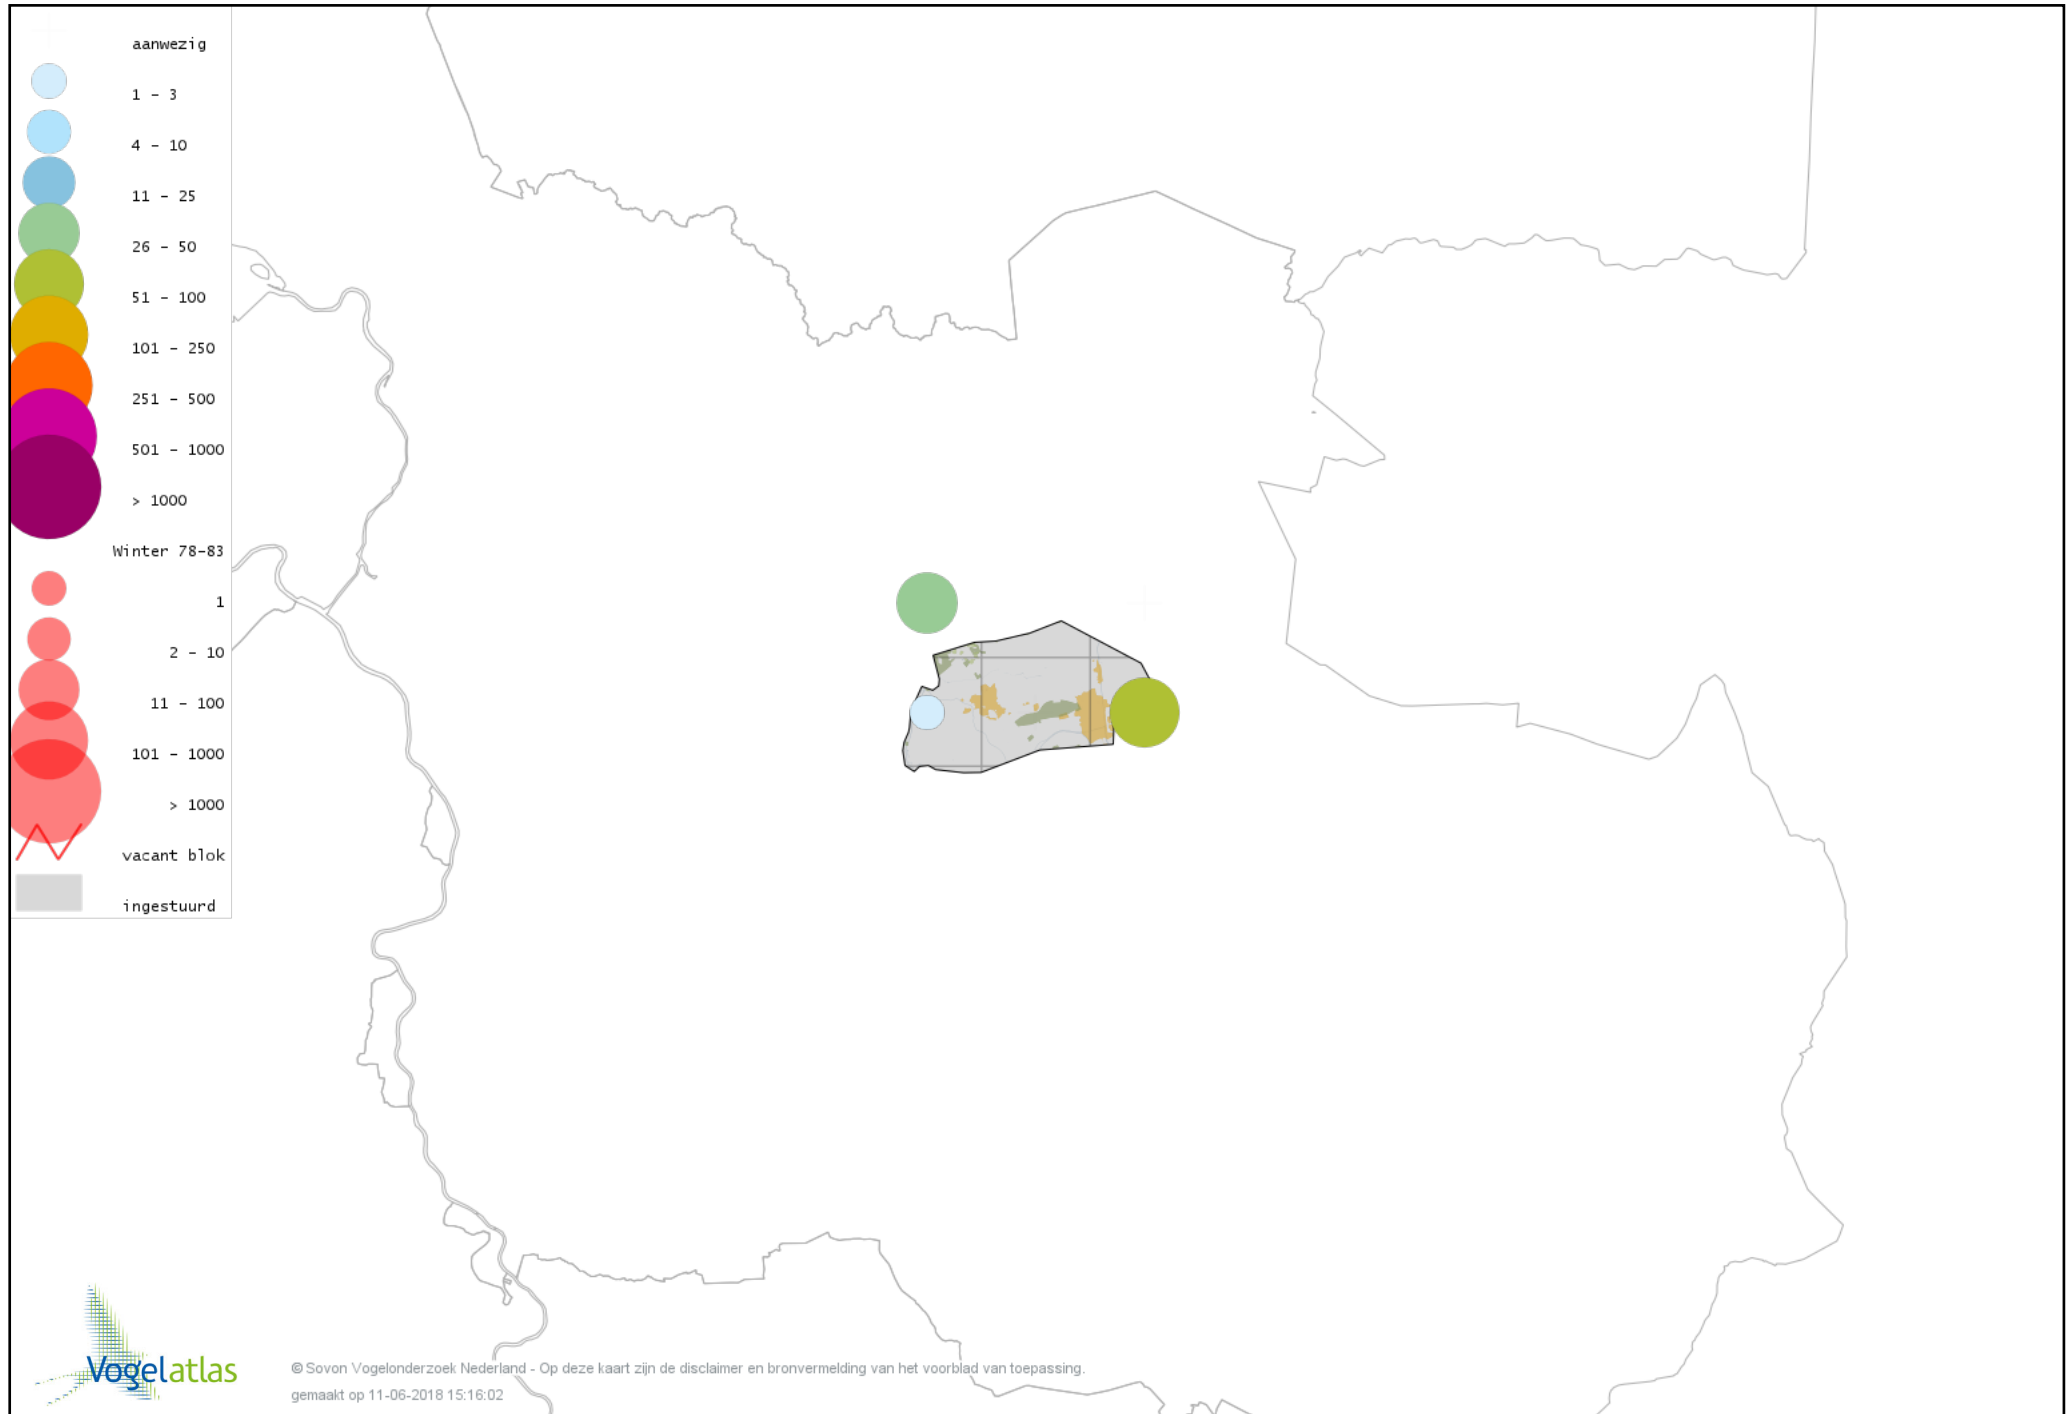 aanwezig
1 - 3
4 - 10
11 - 25
26 - 50
51 - 100
101 - 250
251 - 500
501 - 1000
> 1000
Winter 78-83
1
2 - 10
11 - 100
101 - 1000
> 1000
vacant blok
ingestuurd
Vogelatlas
© Sovon Vogelonderzoek Nederland - Op deze kaart zijn de disclaimer en bronvermelding van het voorblad van toepassing.
gemaakt op 11-06-2018 15:16:02